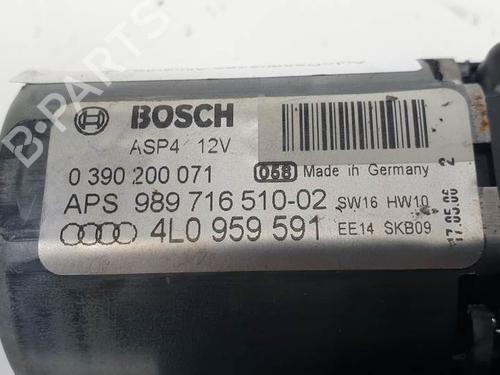 BOSCH
ASP4 12V
0 390 200 071 058 Made in Germany
APS 989 716 510-02 SW16 HW10
4L0 959 591 EE14 SKB09
17.05.06 2
B-PARTS